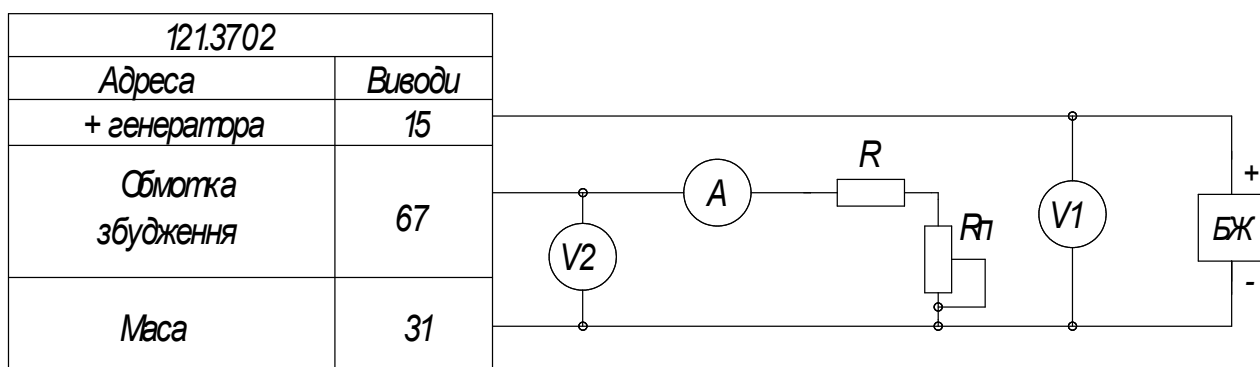 121.3702
Адреса Виводи
+ генератора 15
Обмотка
збудження 67
Маса 31
A
R
Rп
V1
V2
+
БЖ
-